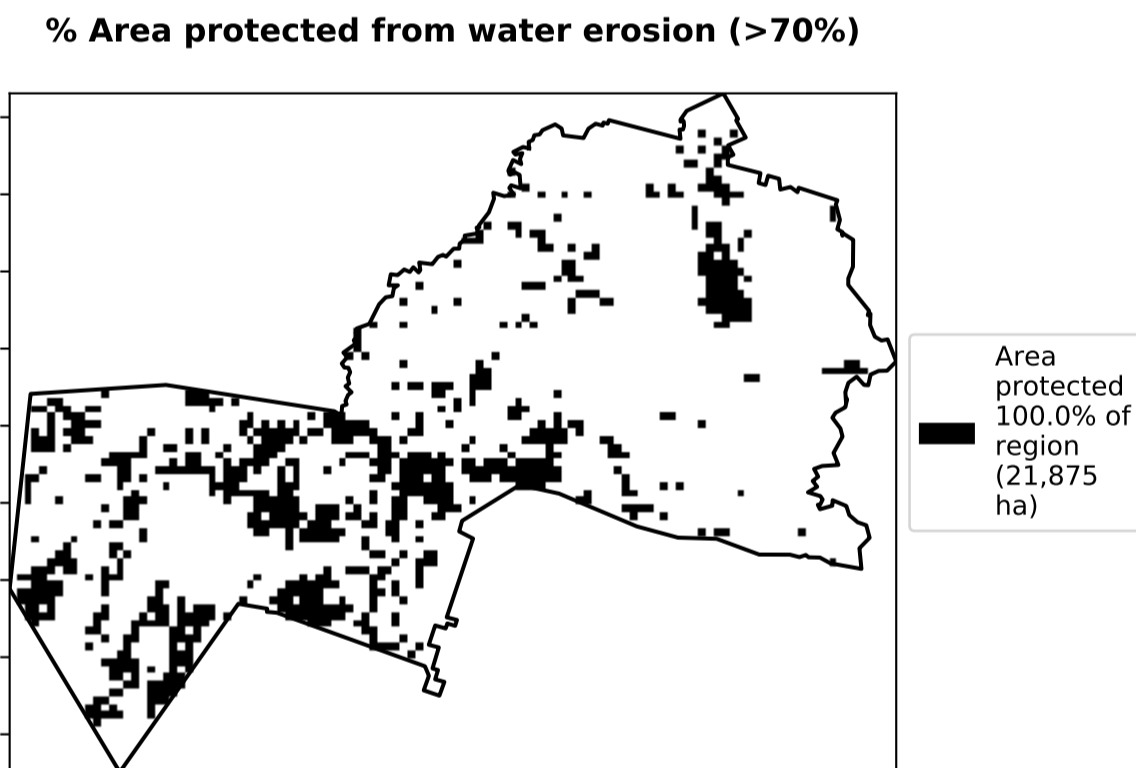 % Area protected from water erosion (>70%)
Area
protected
100.0% of
region
(21,875
ha)